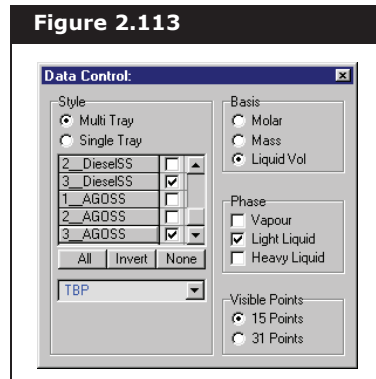 Figure 2.113
Data Control:
Style
Multi Tray
Single Tray
2__DieselSS
3__DieselSS
1__AGOSS
2__AGOSS
3__AGOSS
All Invert None
TBP
Basis
Molar
Mass
Liquid Vol
Phase
Vapour
Light Liquid
Heavy Liquid
Visible Points
15 Points
31 Points